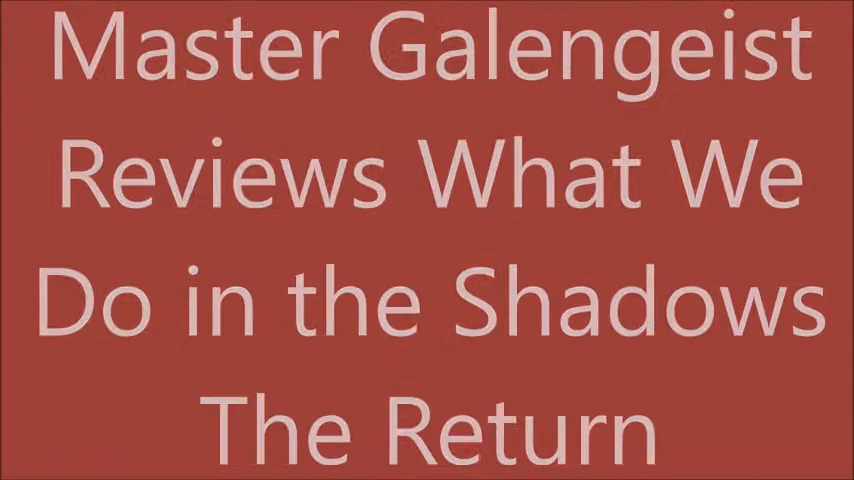 Master Galengeist
Reviews What We
Do in the Shadows
The Return